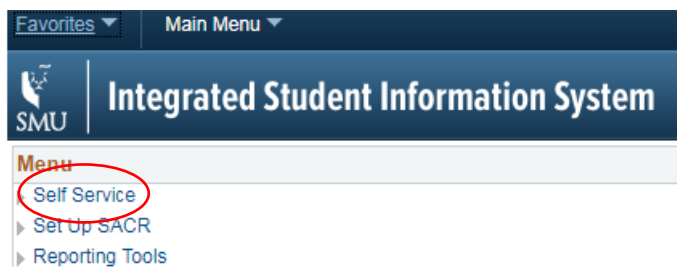 Favorites Main Menu
SMU Integrated Student Information System
Menu
Self Service
Set Up SACR
Reporting Tools